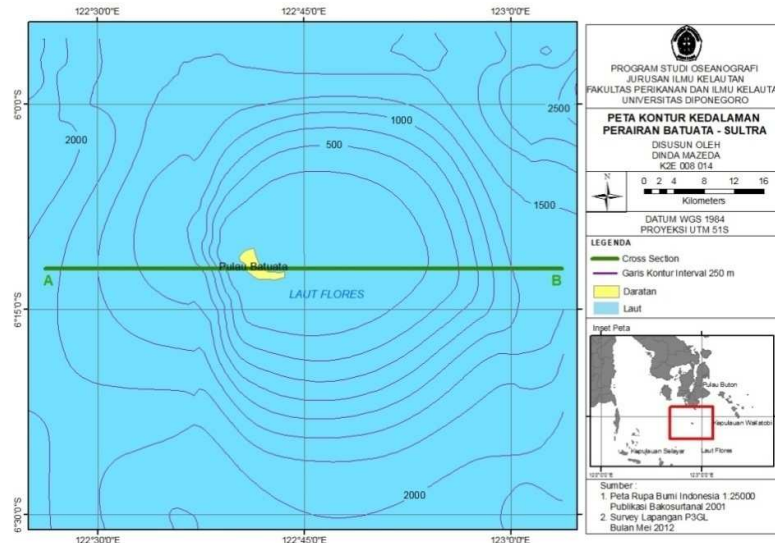 122°30'0"E
122°45'0"E
123°0'0"E
6°0'0"S
6°15'0"S
6°30'0"S
2000
1000
500
2500
1500
Pulau Batuata
A
B
LAUT FLORES
2000
122°30'0"E
122°45'0"E
123°0'0"E
PROGRAM STUDI OSEANOGRAFI
JURUSAN ILMU KELAUTAN
FAKULTAS PERIKANAN DAN ILMU KELAUTA
UNIVERSITAS DIPONEGORO
PETA KONTUR KEDALAMAN
PERAIRAN BATUATA - SULTRA
DISUSUN OLEH
DINDA MAZEDA
K2E 008 014
N
0 2 4 8 12 16
Kilometers
DATUM WGS 1984
PROYEKSI UTM 51S
LEGENDA
Cross Section
Garis Kontur Interval 250 m
Daratan
Laut
Inset Peta
Pulau Buton
Kepulauan Wakatobi
Kepulauan Selayar
Laut Flores
Sumber :
1. Peta Rupa Bumi Indonesia 1:25000
Publikasi Bakosurtanal 2001
2. Survey Lapangan P3GL
Bulan Mei 2012